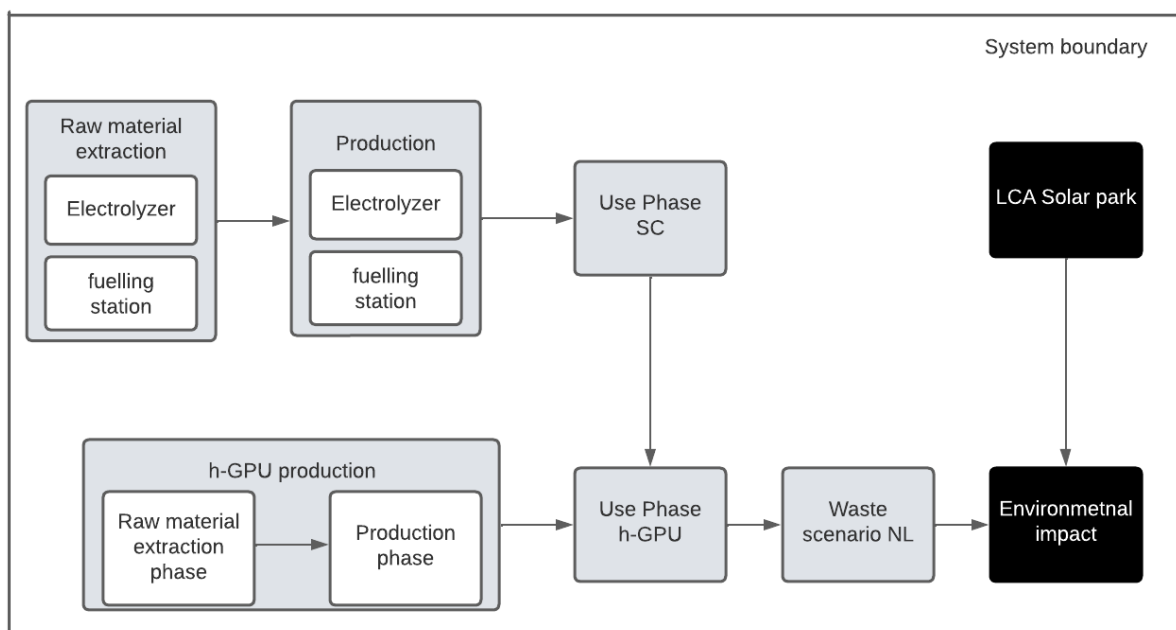 System boundary
Raw material
extraction
Electrolyzer
fuelling
station
Production
Electrolyzer
fuelling
station
Use Phase
SC
LCA Solar park
h-GPU production
Raw material
extraction
phase
Production
phase
Use Phase
h-GPU
Waste
scenario NL
Environmetnal
impact